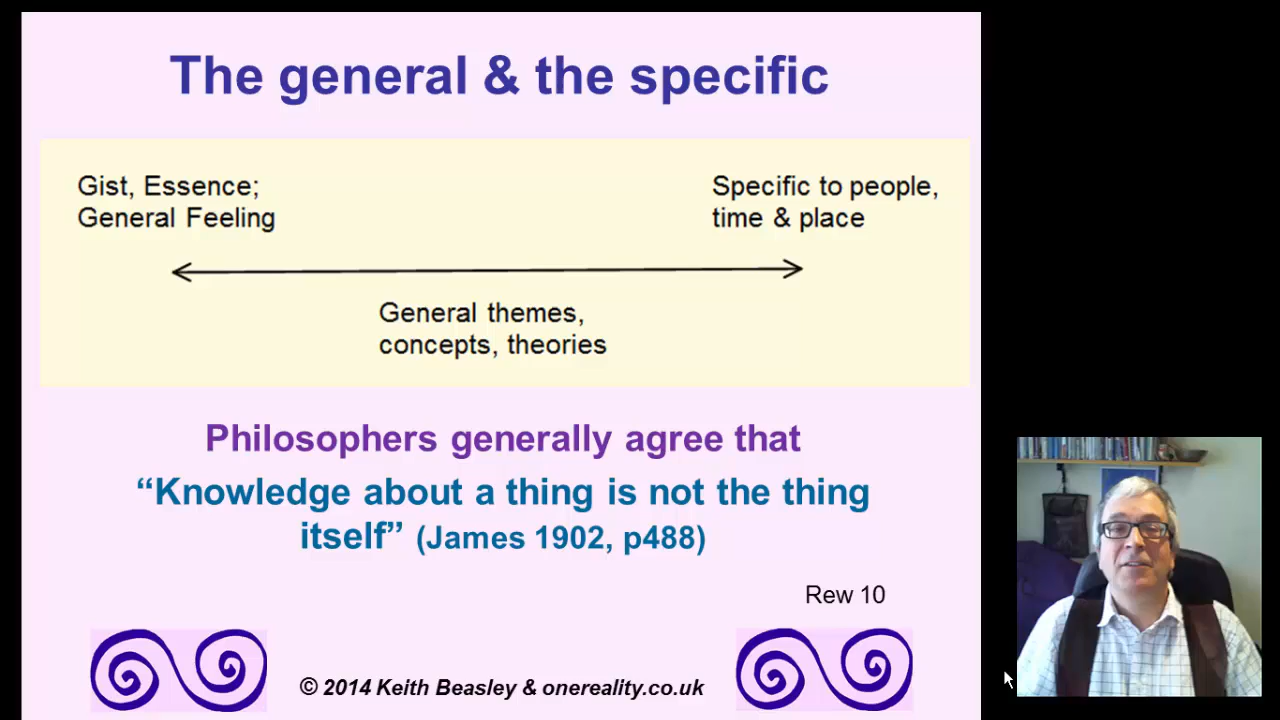 The general & the specific
Gist, Essence;
General Feeling
Specific to people,
time & place
General themes,
concepts, theories
Philosophers generally agree that
“Knowledge about a thing is not the thing
itself” (James 1902, p488)
Rew 10
© 2014 Keith Beasley & onereality.co.uk